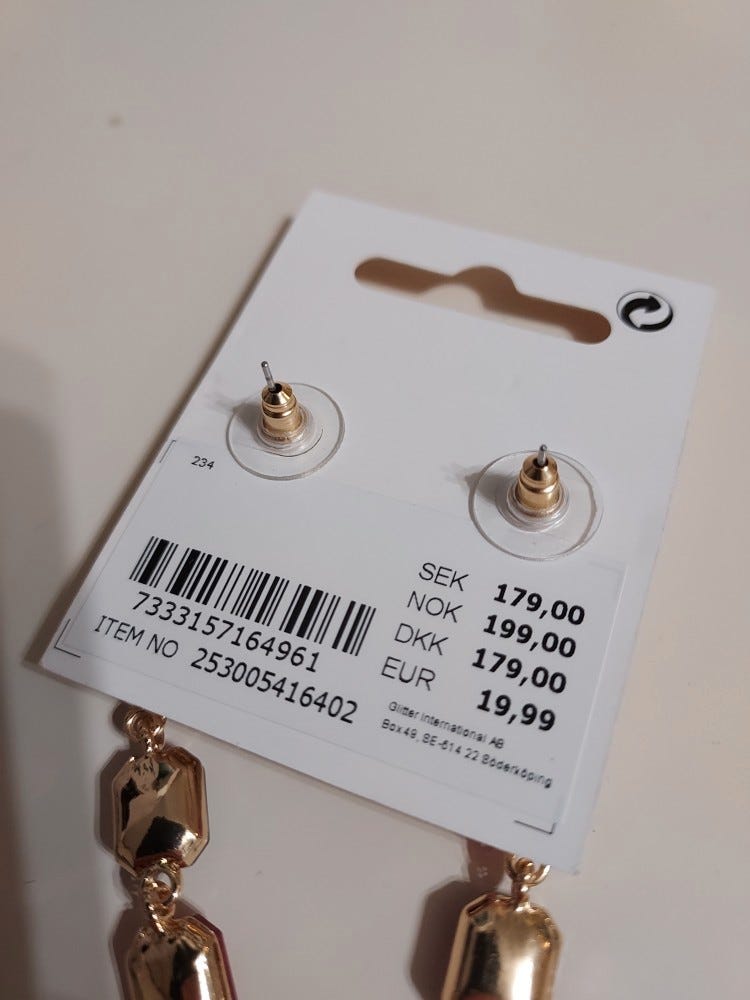 234
7333157164961
ITEM NO 253005416402
SEK 179,00
NOK 199,00
DKK 179,00
EUR 19,99
Glitter International AB
Box 49, SE-614 22 Söderköping